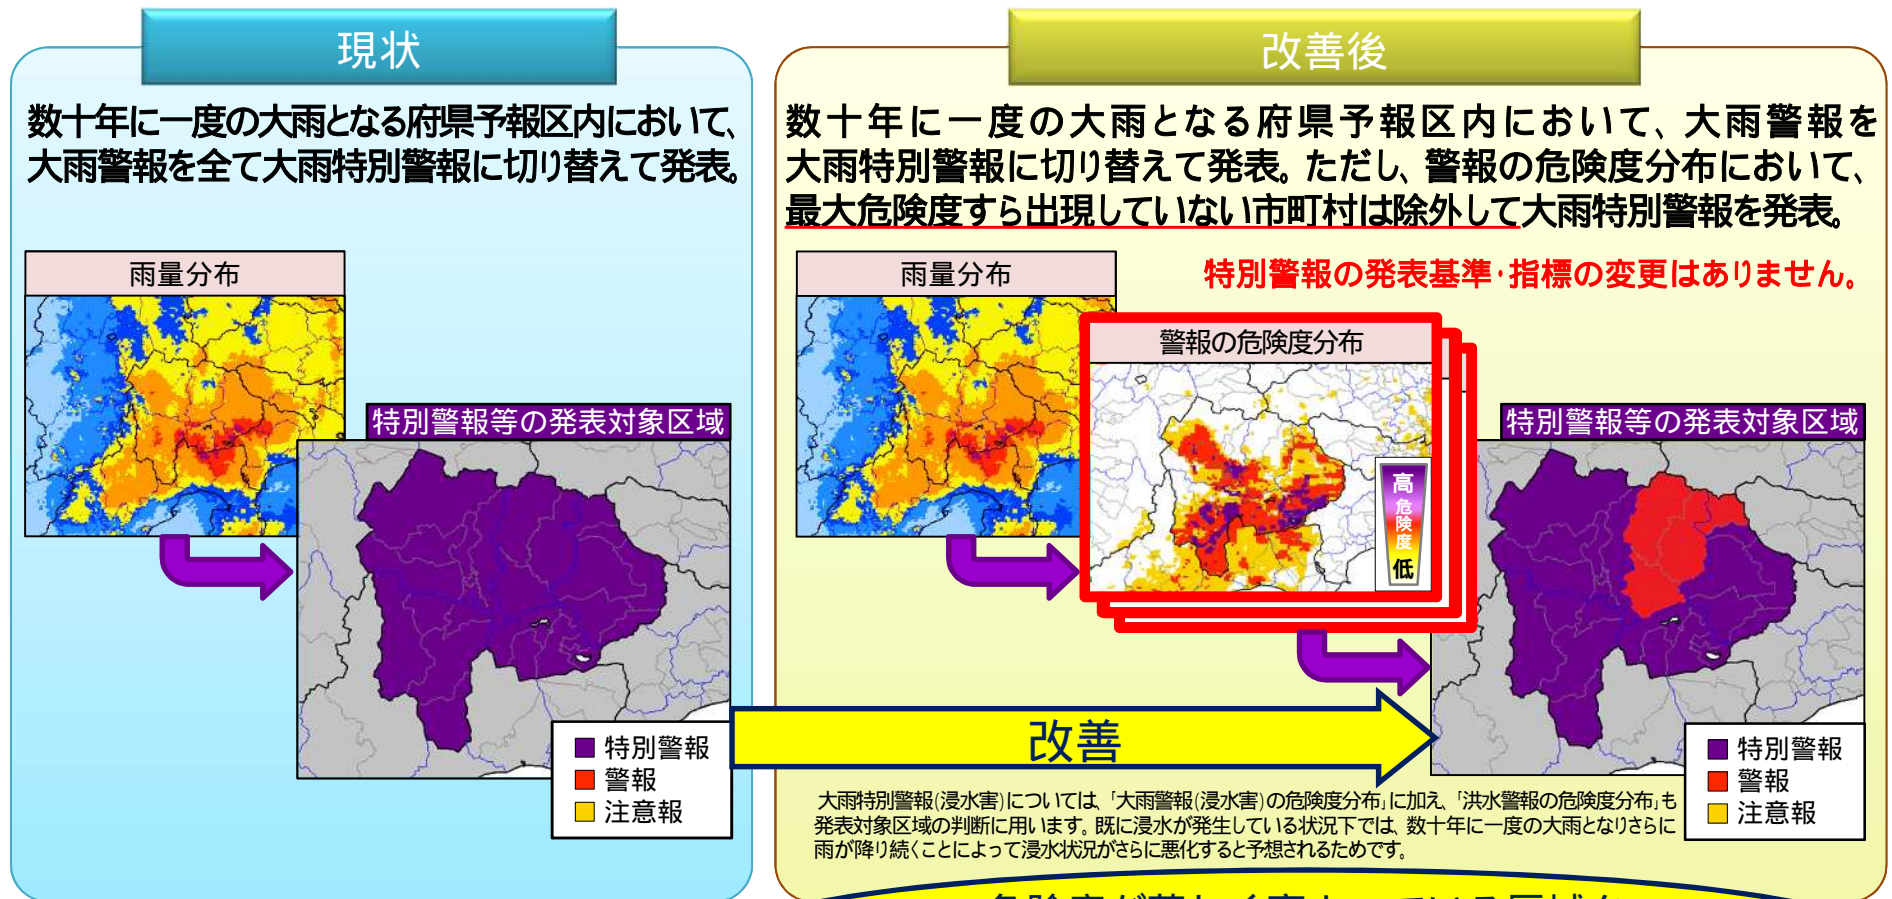 現状
数十年に一度の大雨となる府県予報区内において、
大雨警報を全て大雨特別警報に切り替えて発表。
雨量分布
特別警報等の発表対象区域
特別警報
警報
注意報
改善後
数十年に一度の大雨となる府県予報区内において、大雨警報を
大雨特別警報に切り替えて発表。ただし、警報の危険度分布において、
最大危険度すら出現していない市町村は除外して大雨特別警報を発表。
特別警報の発表基準・指標の変更はありません。
雨量分布
警報の危険度分布
高
危険度
低
特別警報等の発表対象区域
特別警報
警報
注意報
改善
大雨特別警報(浸水害)については、「大雨警報(浸水害)の危険度分布」に加え、「洪水警報の危険度分布」も
発表対象区域の判断に用います。既に浸水が発生している状況下では、数十年に一度の大雨となりさらに
雨が降り続くことによって浸水状況がさらに悪化すると予想されるためです。
危険度が著しく高まっている区域を